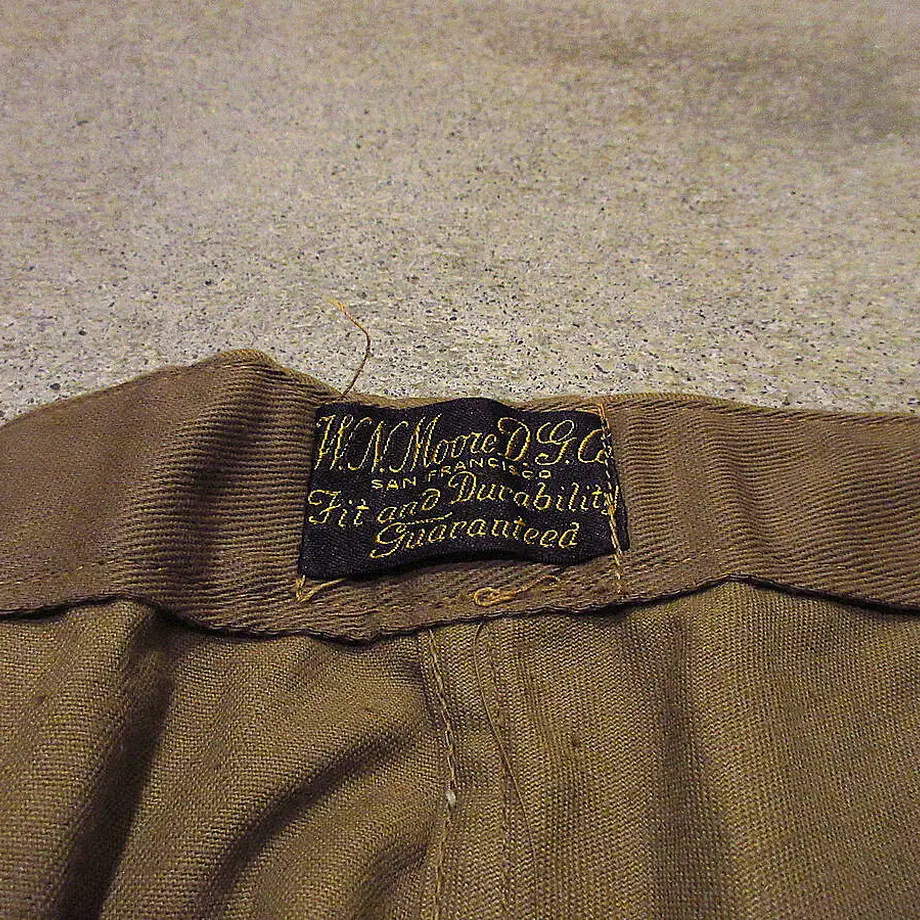 W.N. Moore D.G. Co
SAN FRANCISCO
Fit and Durability
Guaranteed